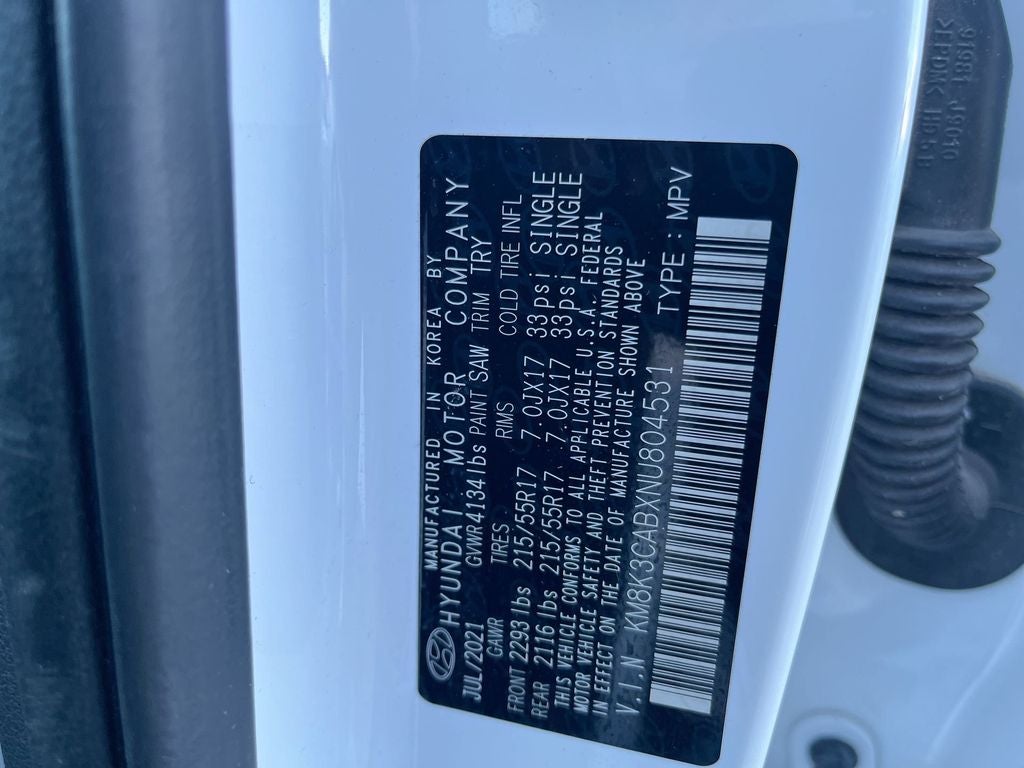 MANUFACTURED IN KOREA BY
HYUNDAI MOTOR COMPANY
JUL/2021 GVWR4134lbs PAINT SAW TRIM TRY
GAWR TIRES RIMS COLD TIRE INFL
FRONT 2293 lbs 215/55R17 7.0JX17 33psi SINGLE
REAR 2116 lbs 215/55R17 7.0JX17 33psi SINGLE
THIS VEHICLE CONFORMS TO ALL APPLICABLE U.S.A. FEDERAL
MOTOR VEHICLE SAFETY AND THEFT PREVENTION STANDARDS
IN EFFECT ON THE DATE OF MANUFACTURE SHOWN ABOVE
V.I.N KM8K3CABXNU804531 TYPE : MPV
91981 J9010